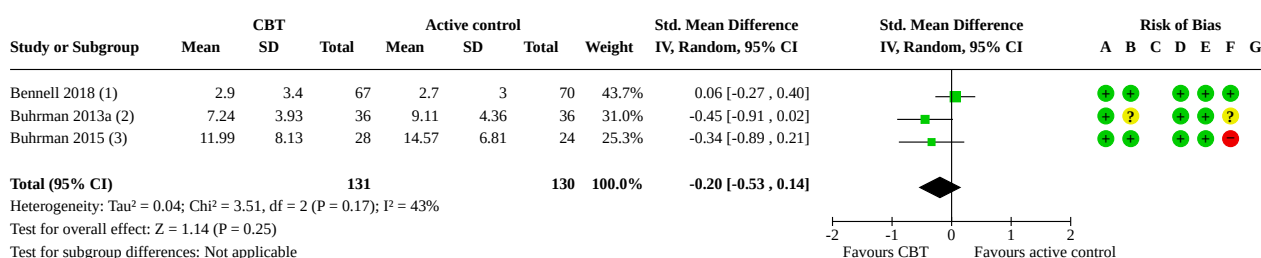 CBT Active control Std. Mean Difference Std. Mean Difference Risk of Bias
Study or Subgroup Mean SD Total Mean SD Total Weight IV, Random, 95% CI IV, Random, 95% CI A B C D E F G
Bennell 2018 (1) 2.9 3.4 67 2.7 3 70 43.7% 0.06 [-0.27 , 0.40] + + + + +
Buhrman 2013a (2) 7.24 3.93 36 9.11 4.36 36 31.0% -0.45 [-0.91 , 0.02] + ? + + ?
Buhrman 2015 (3) 11.99 8.13 28 14.57 6.81 24 25.3% -0.34 [-0.89 , 0.21] + + + + −
Total (95% CI) 131 130 100.0% -0.20 [-0.53 , 0.14]
Heterogeneity: Tau² = 0.04; Chi² = 3.51, df = 2 (P = 0.17); I² = 43%
Test for overall effect: Z = 1.14 (P = 0.25) -2 -1 0 1 2
Test for subgroup differences: Not applicable Favours CBT Favours active control